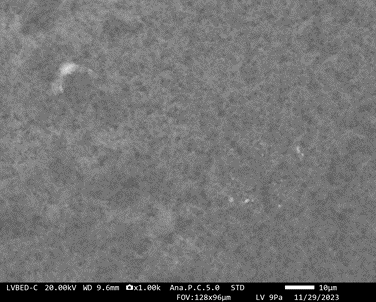 LVBED-C 20.00kV WD 9.6mm x1.00k Ana.P.C.5.0 STD 10µm
FOV:128x96µm LV 9Pa 11/29/2023